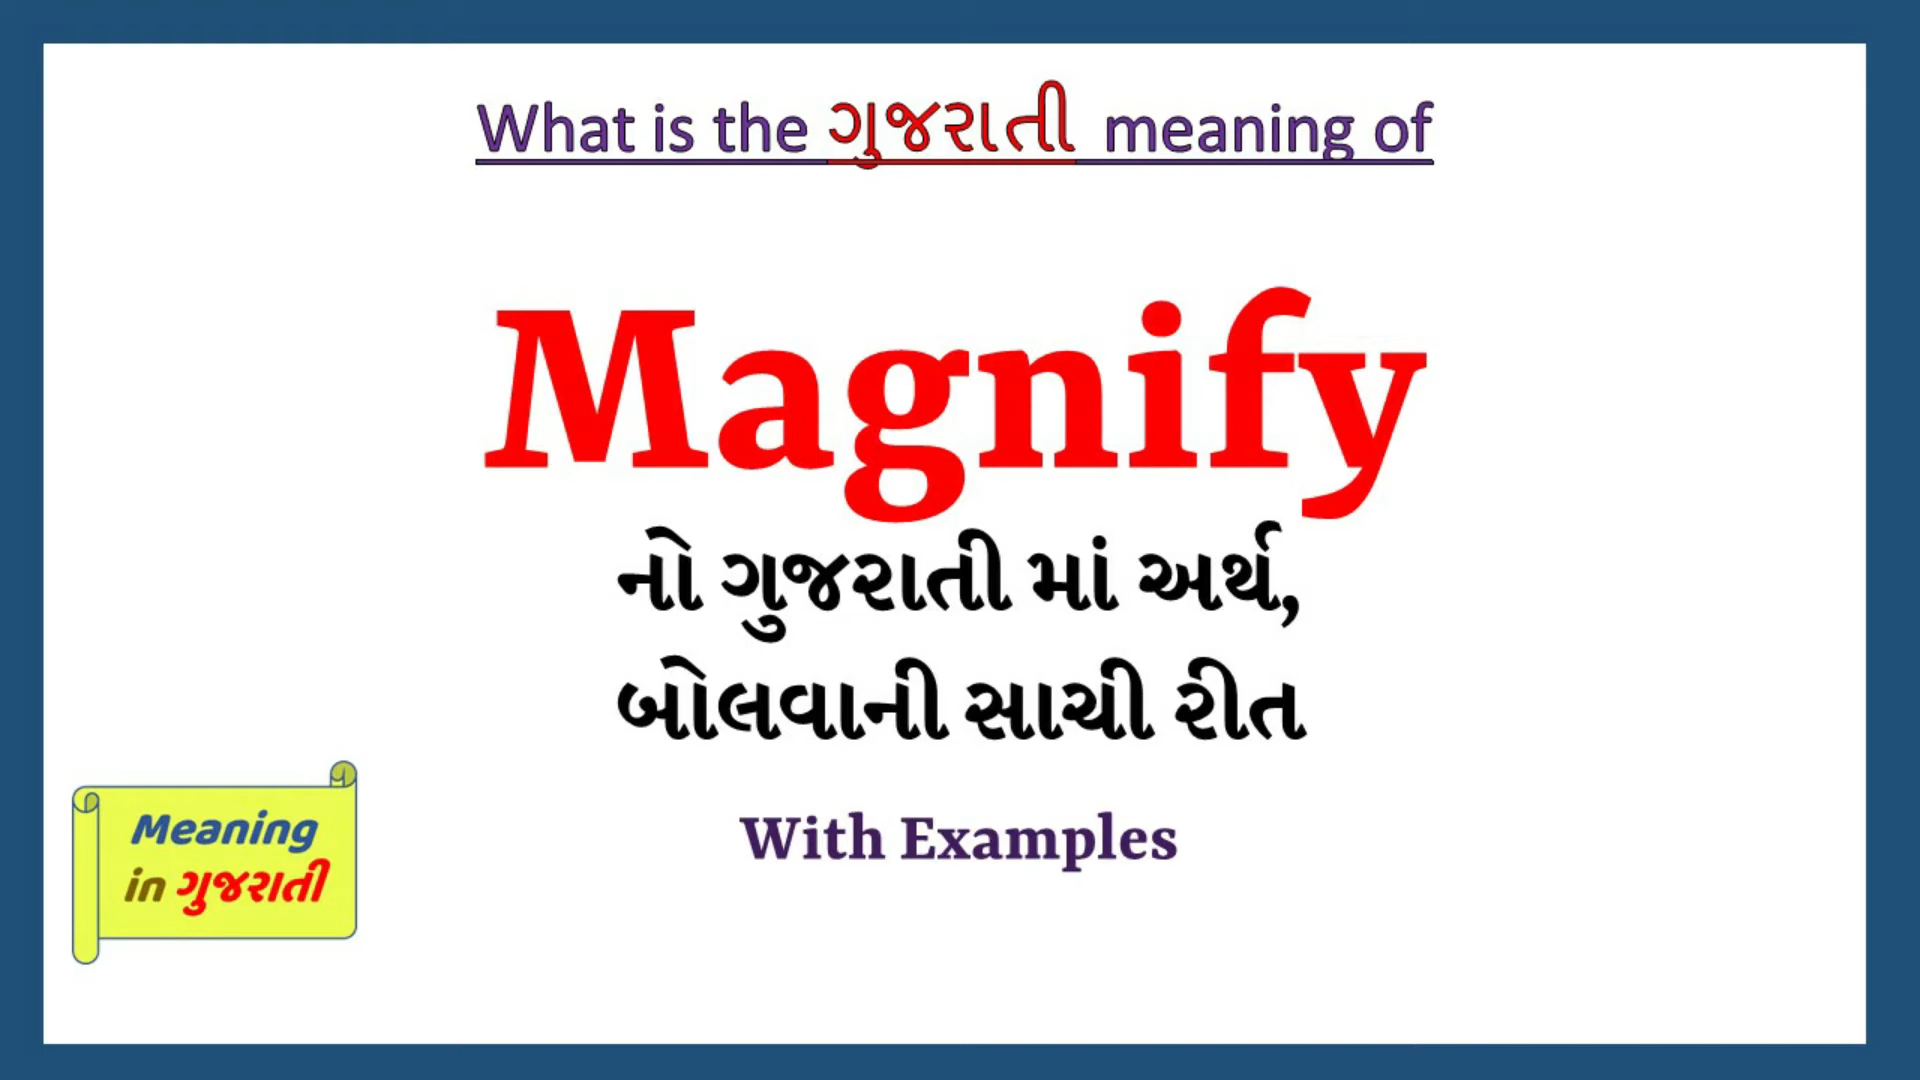 What is the ગુજરાતી meaning of
Magnify
નો ગુજરાતી માં અર્થ,
બોલવાની સાચી રીત
With Examples
Meaning
in ગુજરાતી